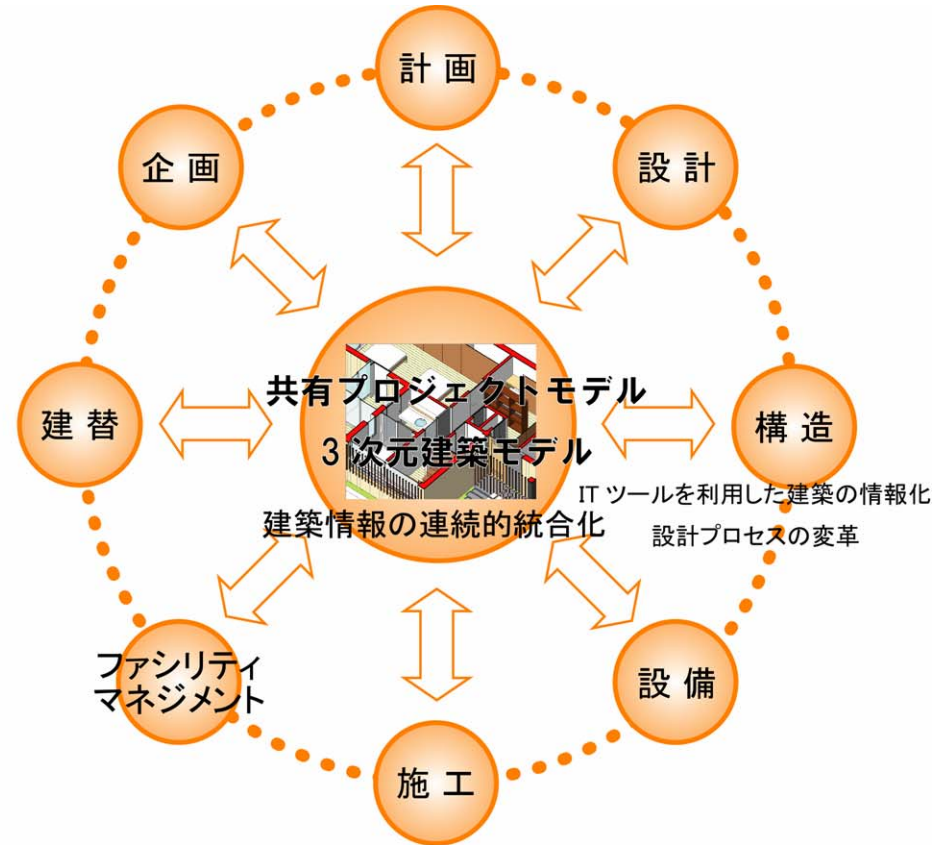 計画
企画
設計
共有プロジェクトモデル
3次元建築モデル
建築情報の連続的統合化
建替
構造
ITツールを利用した建築の情報化
設計プロセスの変革
ファシリティ
マネジメント
設備
施工